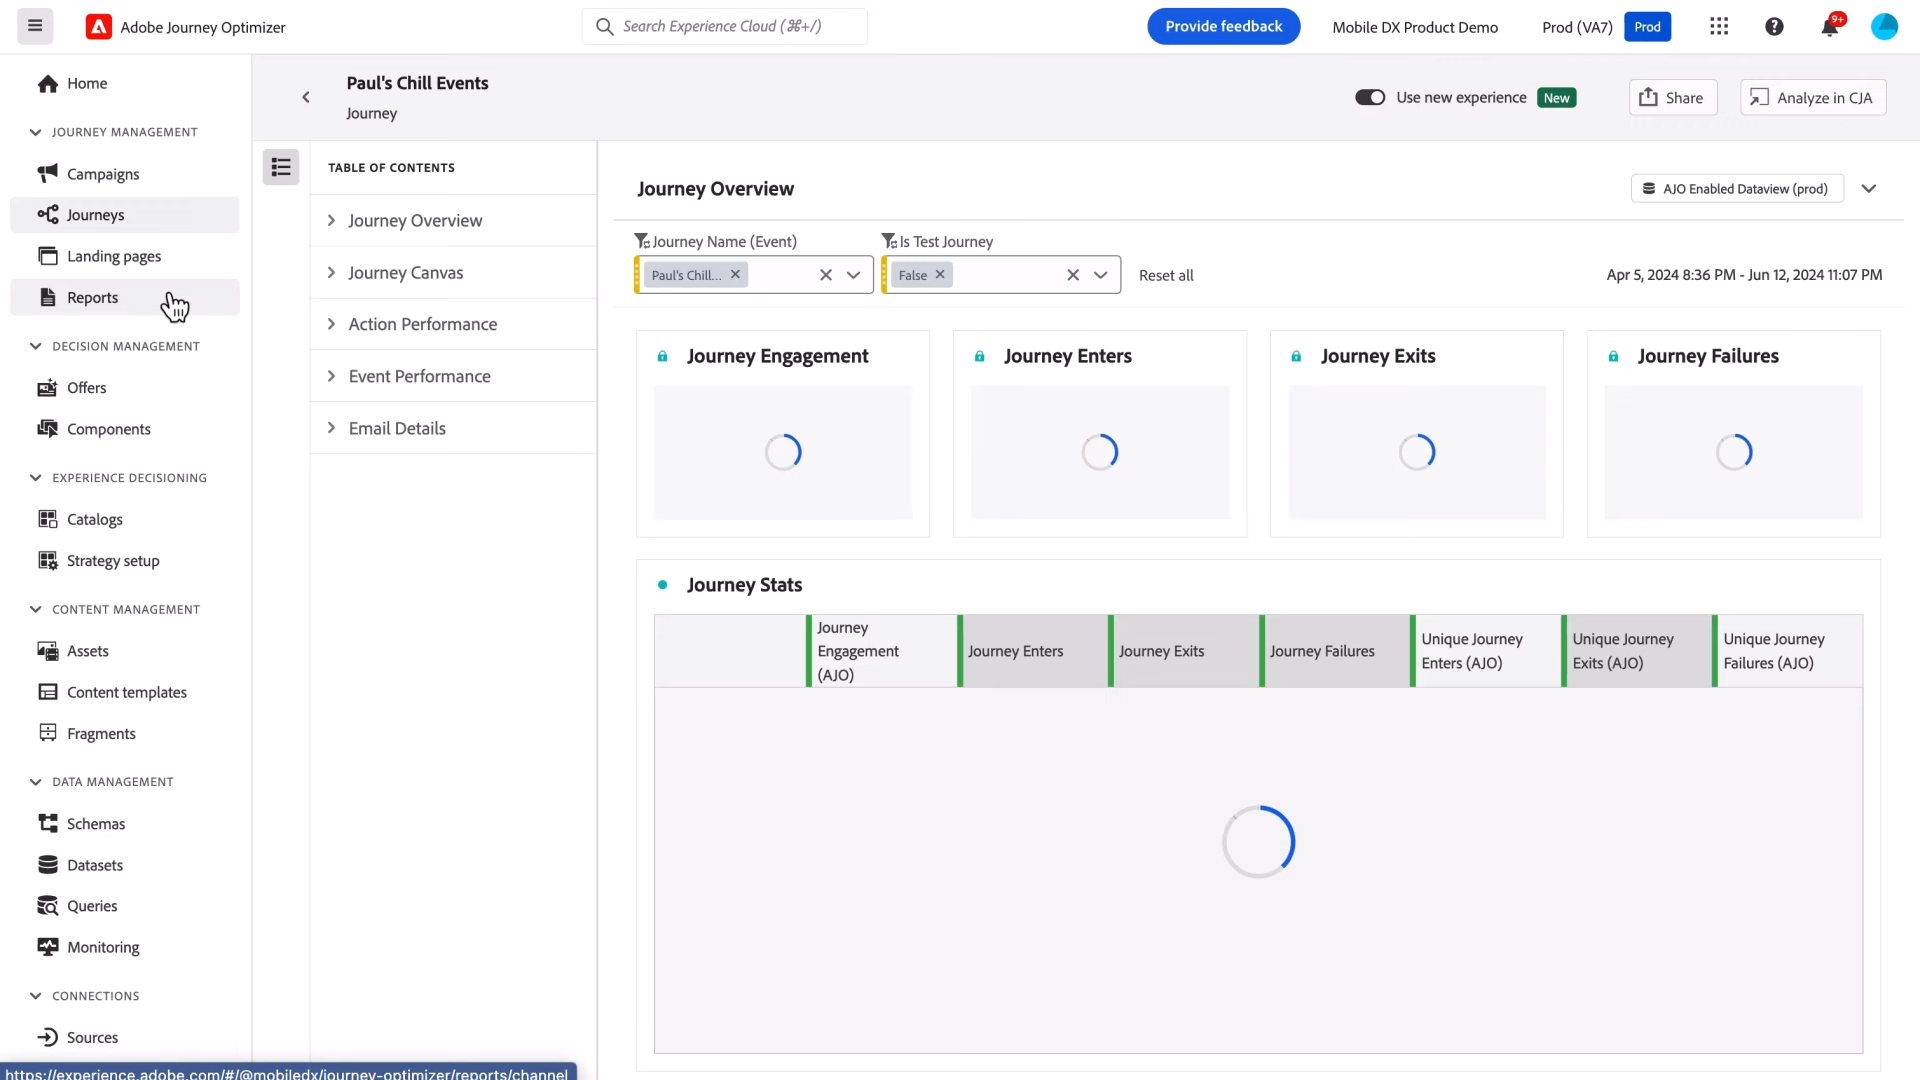 Adobe Journey Optimizer
Search Experience Cloud (⌘+/)
Provide feedback
Mobile DX Product Demo
Prod (VA7)
Prod
9+
Home
JOURNEY MANAGEMENT
Campaigns
Journeys
Landing pages
Reports
DECISION MANAGEMENT
Offers
Components
EXPERIENCE DECISIONING
Catalogs
Strategy setup
CONTENT MANAGEMENT
Assets
Content templates
Fragments
DATA MANAGEMENT
Schemas
Datasets
Queries
Monitoring
CONNECTIONS
Sources
https://experience.adobe.com/#/@mobiledx/journey-optimizer/reports/channel
Paul's Chill Events
Journey
Use new experience
New
Share
Analyze in CJA
TABLE OF CONTENTS
Journey Overview
Journey Canvas
Action Performance
Event Performance
Email Details
Journey Overview
AJO Enabled Dataview (prod)
Journey Name (Event)
Is Test Journey
Paul's Chill...
False
Reset all
Apr 5, 2024 8:36 PM - Jun 12, 2024 11:07 PM
Journey Engagement
Journey Enters
Journey Exits
Journey Failures
Journey Stats
Journey
Engagement
(AJO)
Journey Enters
Journey Exits
Journey Failures
Unique Journey
Enters (AJO)
Unique Journey
Exits (AJO)
Unique Journey
Failures (AJO)